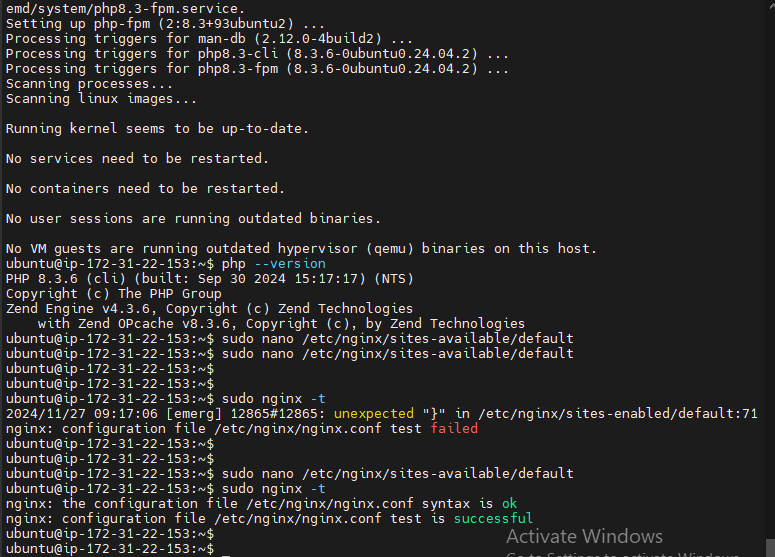 emd/system/php8.3-fpm.service.
Setting up php-fpm (2:8.3+93ubuntu2) ...
Processing triggers for man-db (2.12.0-4build2) ...
Processing triggers for php8.3-cli (8.3.6-0ubuntu0.24.04.2) ...
Processing triggers for php8.3-fpm (8.3.6-0ubuntu0.24.04.2) ...
Scanning processes...
Scanning linux images...
Running kernel seems to be up-to-date.
No services need to be restarted.
No containers need to be restarted.
No user sessions are running outdated binaries.
No VM guests are running outdated hypervisor (qemu) binaries on this host.
ubuntu@ip-172-31-22-153:~$ php --version
PHP 8.3.6 (cli) (built: Sep 30 2024 15:17:17) (NTS)
Copyright (c) The PHP Group
Zend Engine v4.3.6, Copyright (c) Zend Technologies
    with Zend OPcache v8.3.6, Copyright (c), by Zend Technologies
ubuntu@ip-172-31-22-153:~$ sudo nano /etc/nginx/sites-available/default
ubuntu@ip-172-31-22-153:~$ sudo nano /etc/nginx/sites-available/default
ubuntu@ip-172-31-22-153:~$
ubuntu@ip-172-31-22-153:~$
ubuntu@ip-172-31-22-153:~$ sudo nginx -t
2024/11/27 09:17:06 [emerg] 12865#12865: unexpected "}" in /etc/nginx/sites-enabled/default:71
nginx: configuration file /etc/nginx/nginx.conf test failed
ubuntu@ip-172-31-22-153:~$
ubuntu@ip-172-31-22-153:~$
ubuntu@ip-172-31-22-153:~$ sudo nano /etc/nginx/sites-available/default
ubuntu@ip-172-31-22-153:~$ sudo nginx -t
nginx: the configuration file /etc/nginx/nginx.conf syntax is ok
nginx: configuration file /etc/nginx/nginx.conf test is successful
ubuntu@ip-172-31-22-153:~$
ubuntu@ip-172-31-22-153:~$
Activate Windows